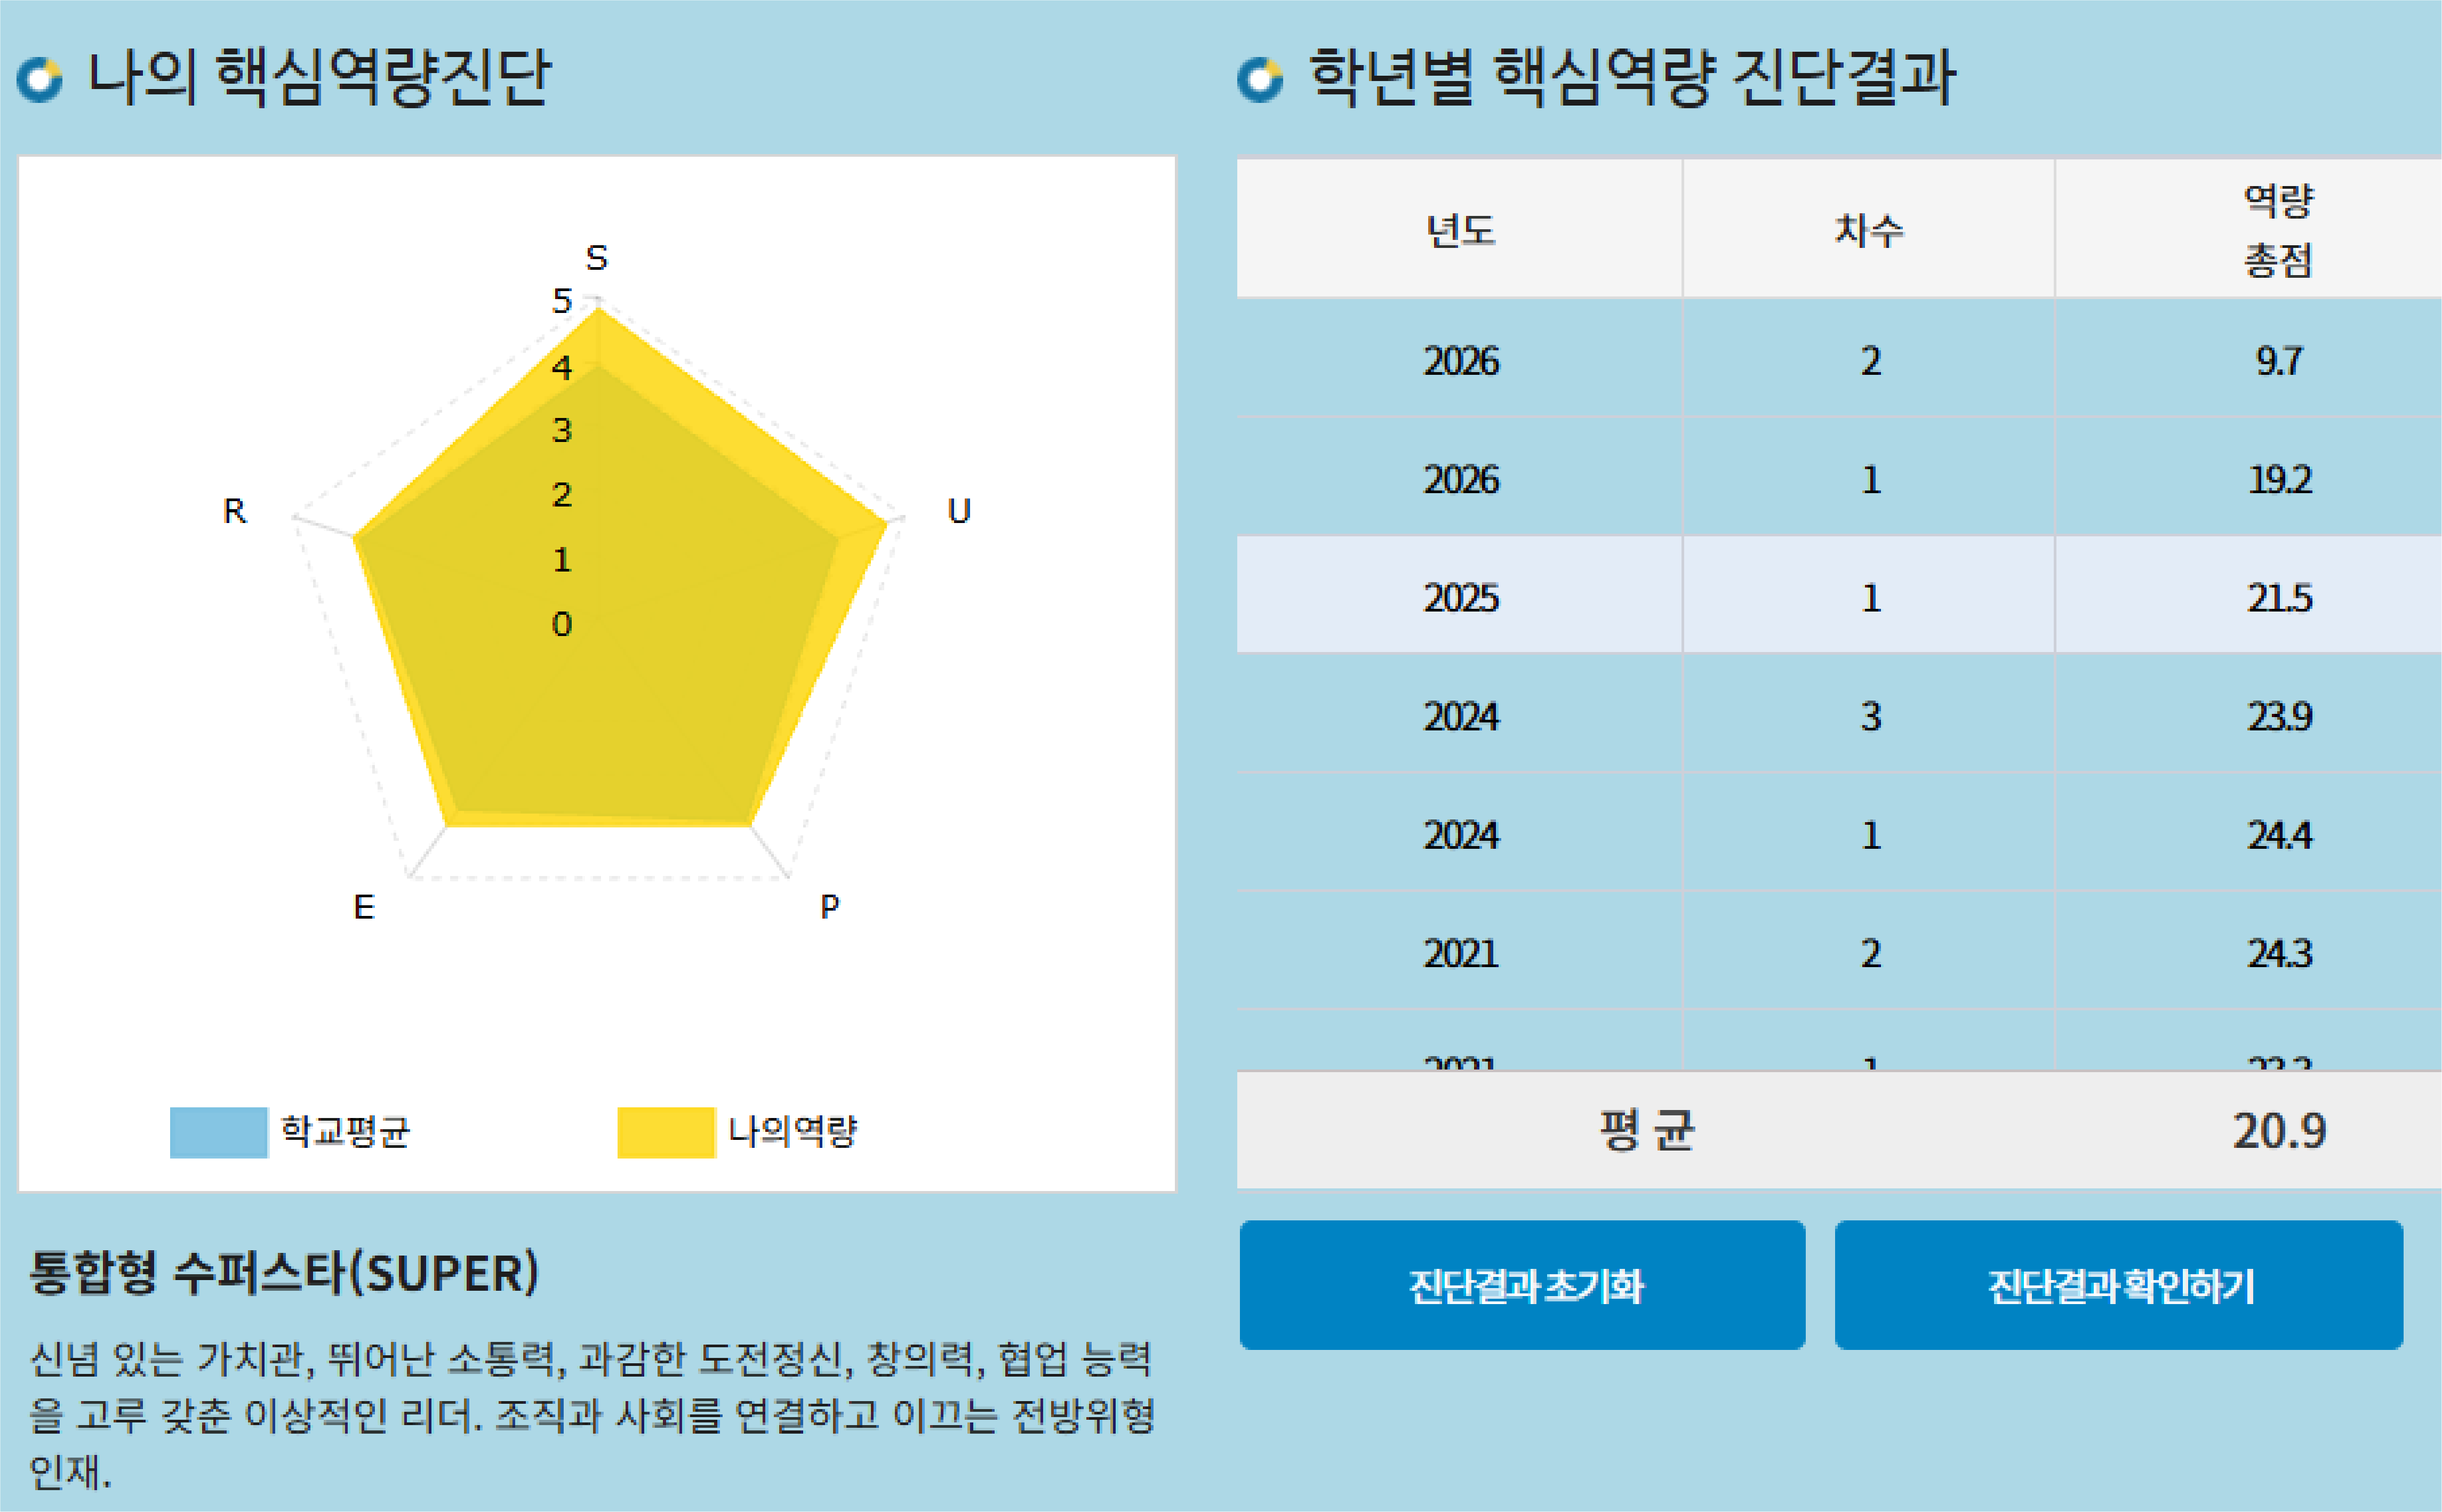 나의 핵심역량진단
S
5
4
3
2
1
0
R
U
E
P
학교평균
나의역량
통합형 수퍼스타(SUPER)
신념 있는 가치관, 뛰어난 소통력, 과감한 도전정신, 창의력, 협업 능력
을 고루 갖춘 이상적인 리더. 조직과 사회를 연결하고 이끄는 전방위형
인재.
학년별 핵심역량 진단결과
년도 차수 역량 총점
2026 2 9.7
2026 1 19.2
2025 1 21.5
2024 3 23.9
2024 1 24.4
2021 2 24.3
평 균 20.9
진단결과 초기화
진단결과 확인하기